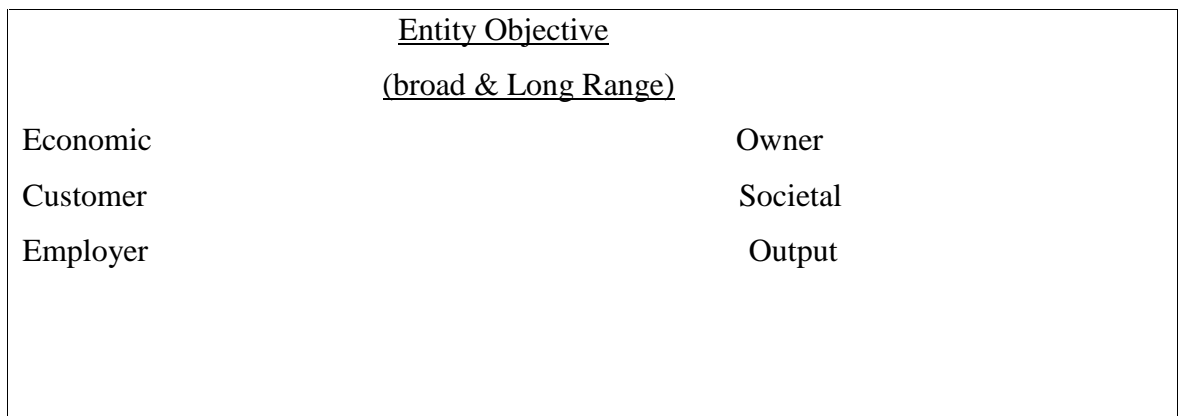 Entity Objective
(broad & Long Range)
Economic Owner
Customer Societal
Employer Output